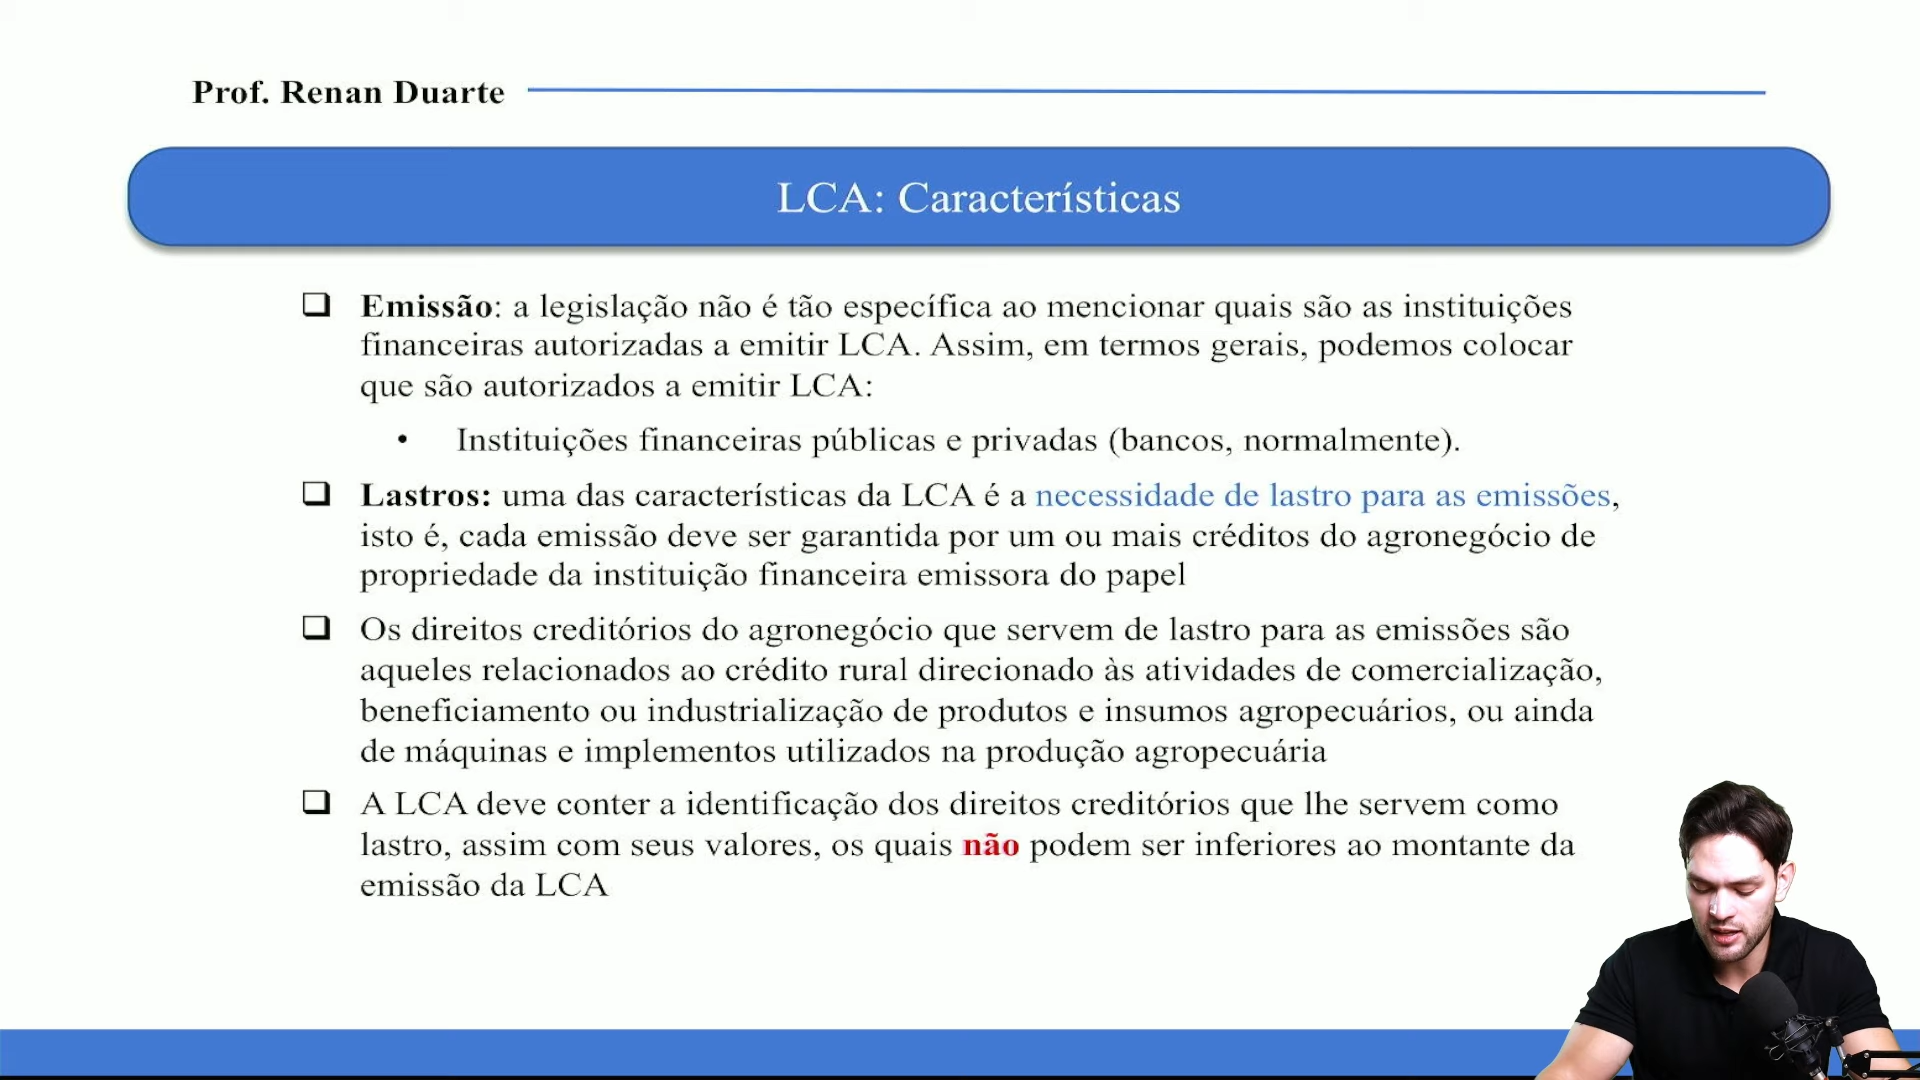 Prof. Renan Duarte
LCA: Características
Emissão: a legislação não é tão específica ao mencionar quais são as instituições
financeiras autorizadas a emitir LCA. Assim, em termos gerais, podemos colocar
que são autorizados a emitir LCA:
• Instituições financeiras públicas e privadas (bancos, normalmente).
Lastros: uma das características da LCA é a necessidade de lastro para as emissões,
isto é, cada emissão deve ser garantida por um ou mais créditos do agronegócio de
propriedade da instituição financeira emissora do papel
Os direitos creditórios do agronegócio que servem de lastro para as emissões são
aqueles relacionados ao crédito rural direcionado às atividades de comercialização,
beneficiamento ou industrialização de produtos e insumos agropecuários, ou ainda
de máquinas e implementos utilizados na produção agropecuária
A LCA deve conter a identificação dos direitos creditórios que lhe servem como
lastro, assim com seus valores, os quais não podem ser inferiores ao montante da
emissão da LCA